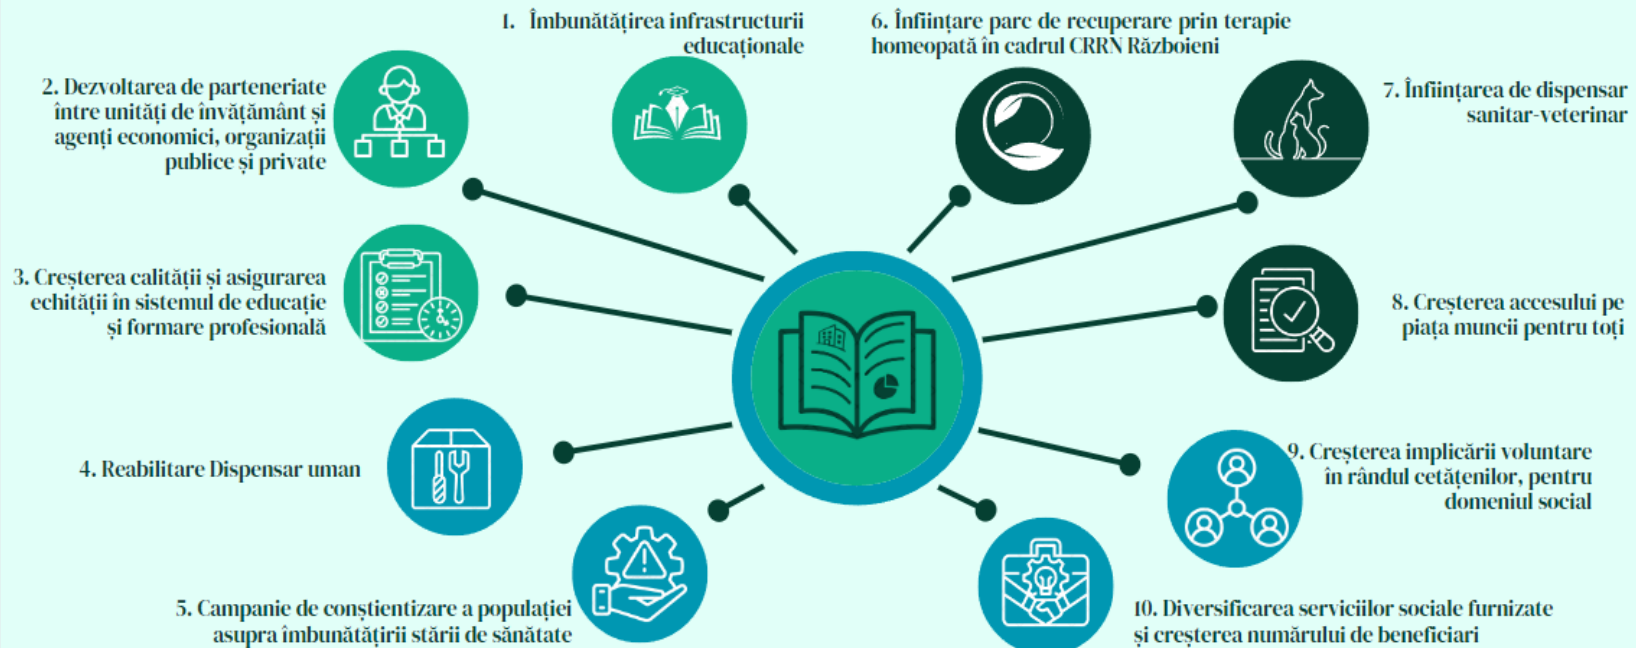 1. Îmbunătățirea infrastructurii
educaționale
2. Dezvoltarea de parteneriate
între unități de învățământ și
agenți economici, organizații
publice și private
3. Creșterea calității și asigurarea
echității în sistemul de educație
și formare profesională
4. Reabilitare Dispensar uman
5. Campanie de conștientizare a populației
asupra îmbunătățirii stării de sănătate
6. Înființare parc de recuperare prin terapie
homeopată în cadrul CRRN Războieni
7. Înființarea de dispensar
sanitar-veterinar
8. Creșterea accesului pe
piața muncii pentru toți
9. Creșterea implicării voluntare
în rândul cetățenilor, pentru
domeniul social
10. Diversificarea serviciilor sociale furnizate
și creșterea numărului de beneficiari